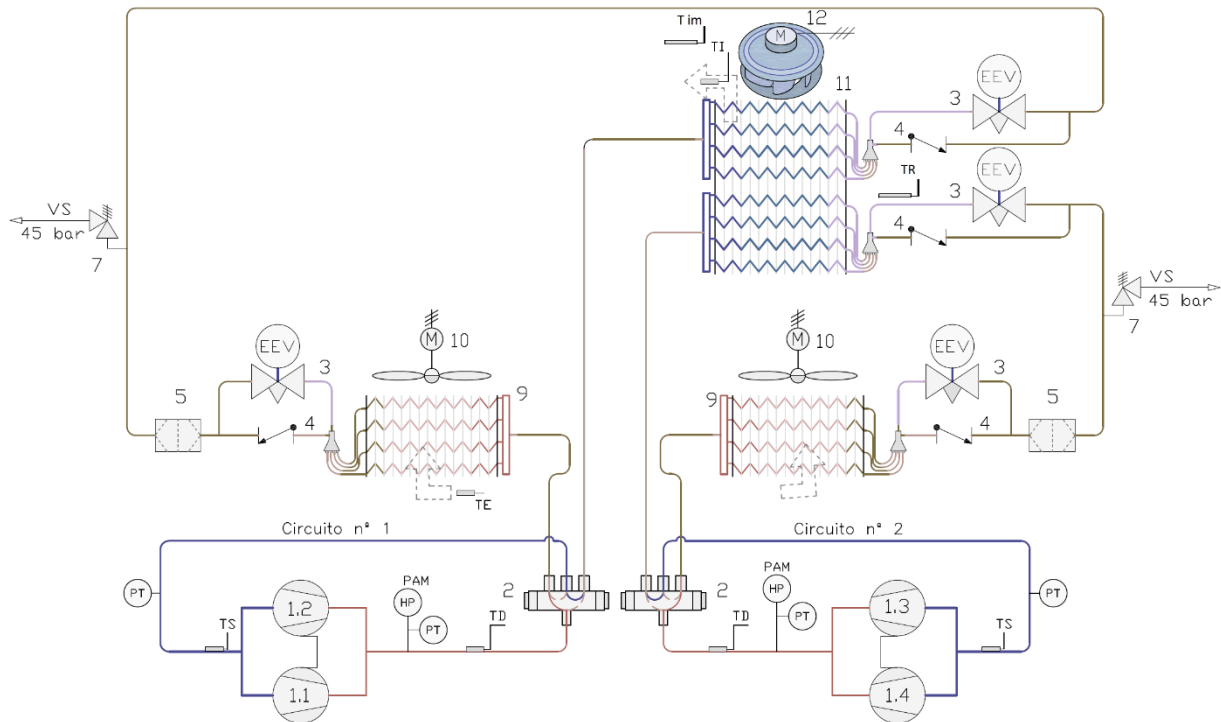 12
Tim
M
TI
11
EEV
3
4
EEV
TR
3
4
VS
45 bar
7
VS
45 bar
7
M
10
M
10
EEV
3
EEV
3
5
9
9
5
4
4
TE
Circuito nº 1
Circuito nº 2
PAM
PAM
PT
HP
2
2
HP
PT
1.2
1.3
PT
PT
TS
TD
TD
TS
1.1
1.4